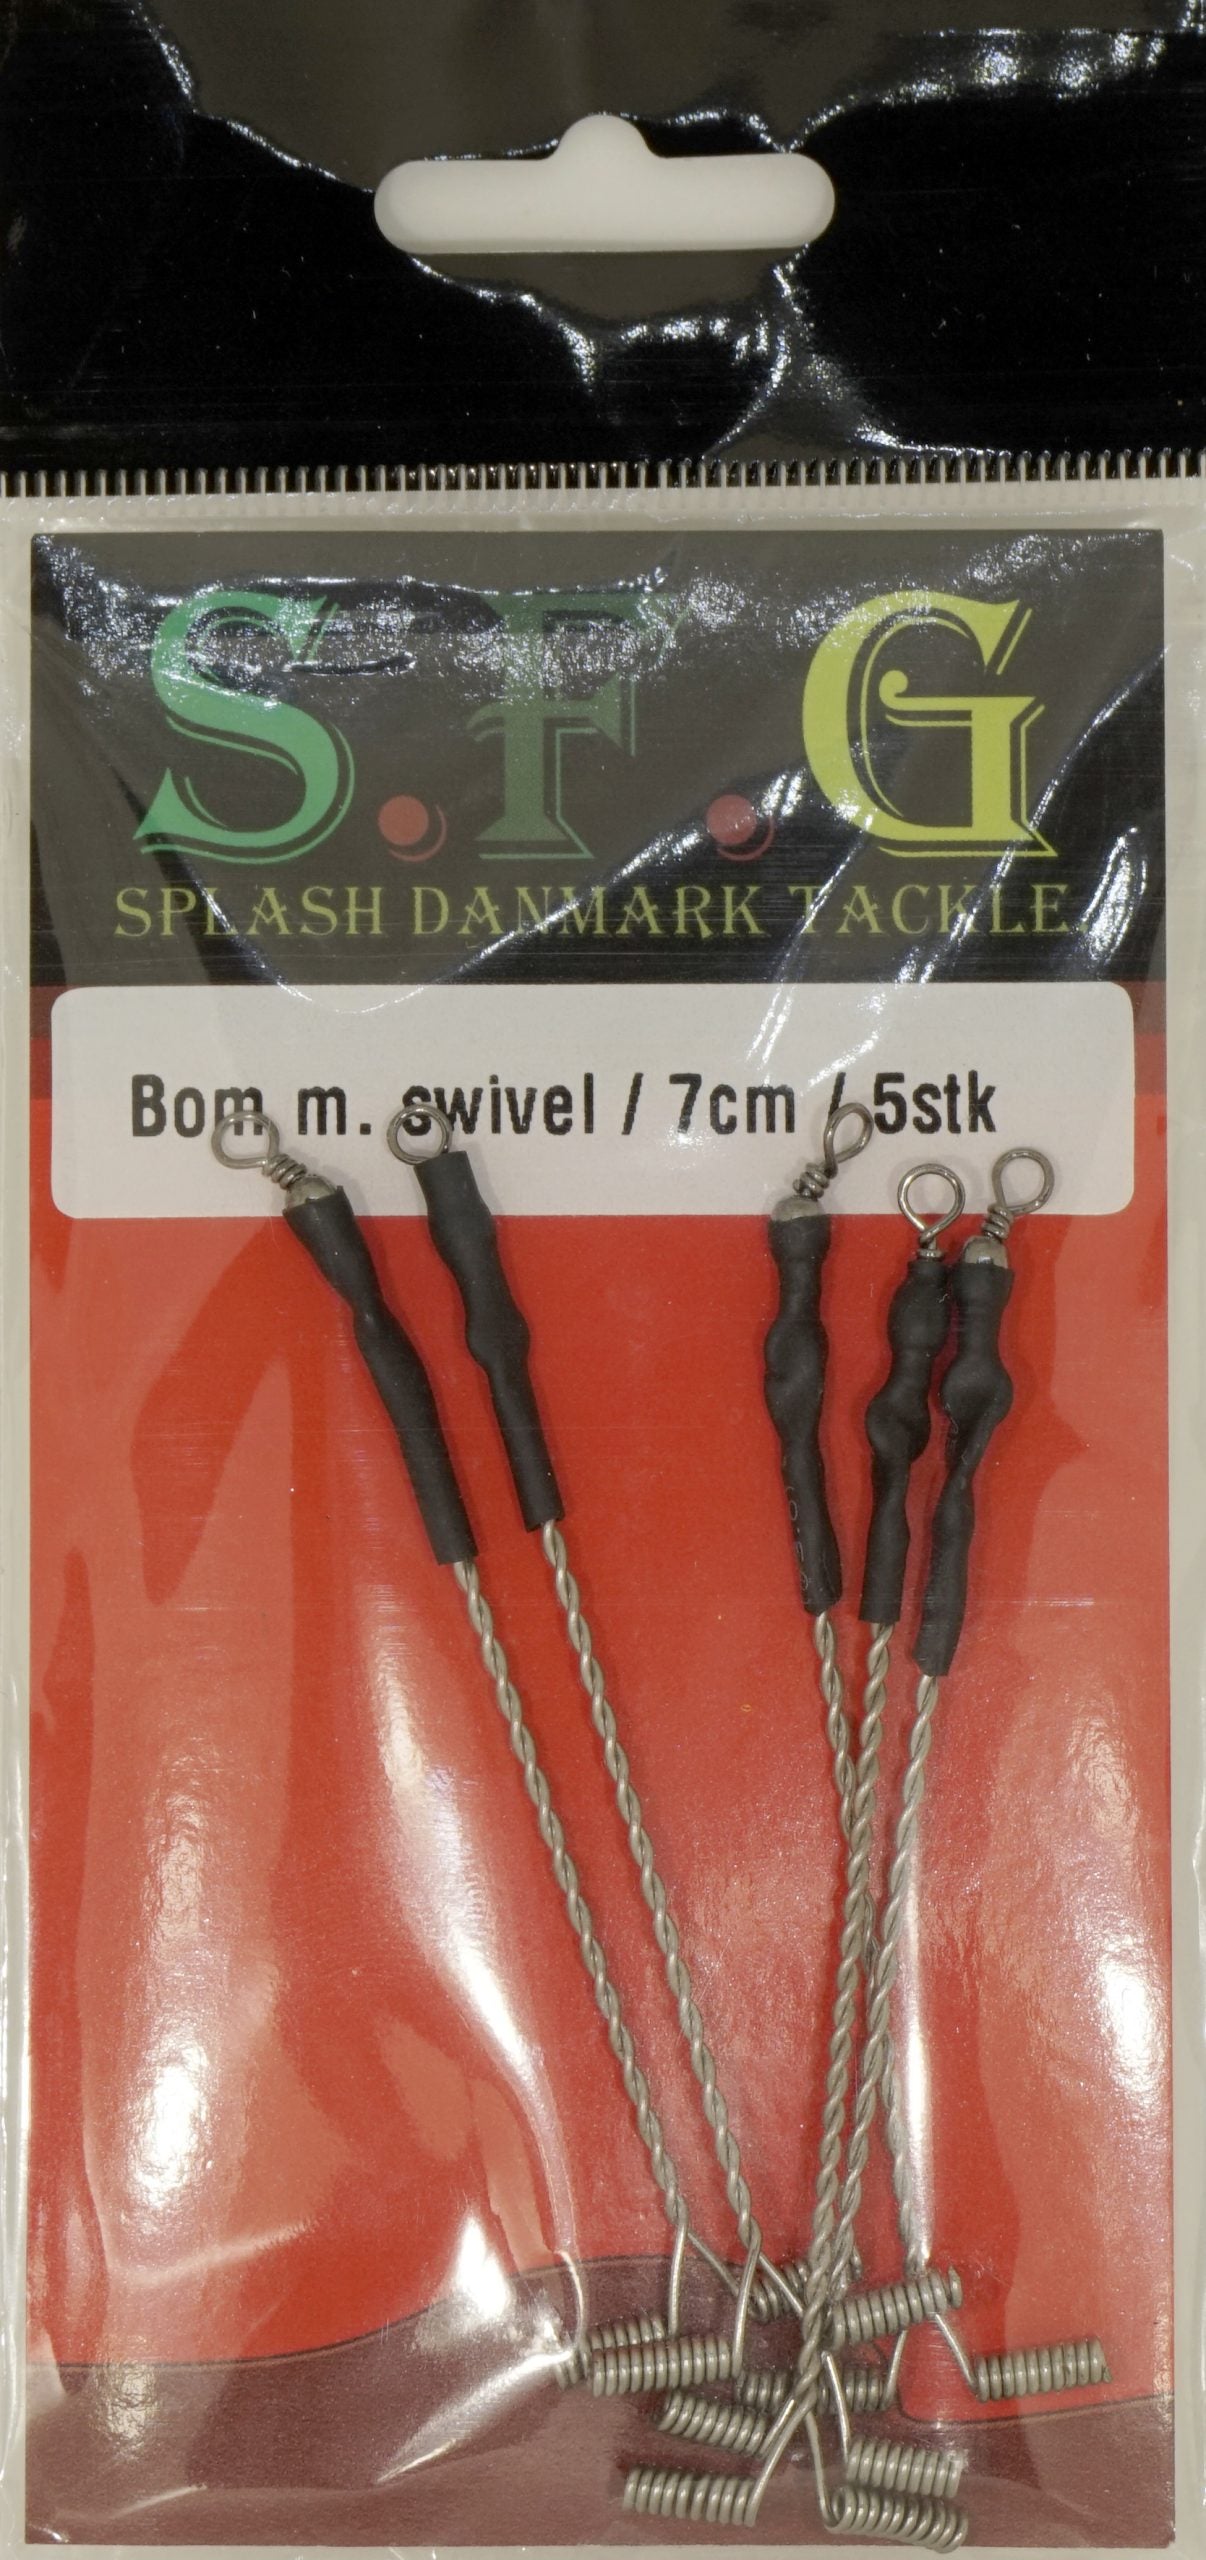 S.F.G
SPLASH DANMARK TACKLE.
Bom m. swivel / 7cm / 5stk